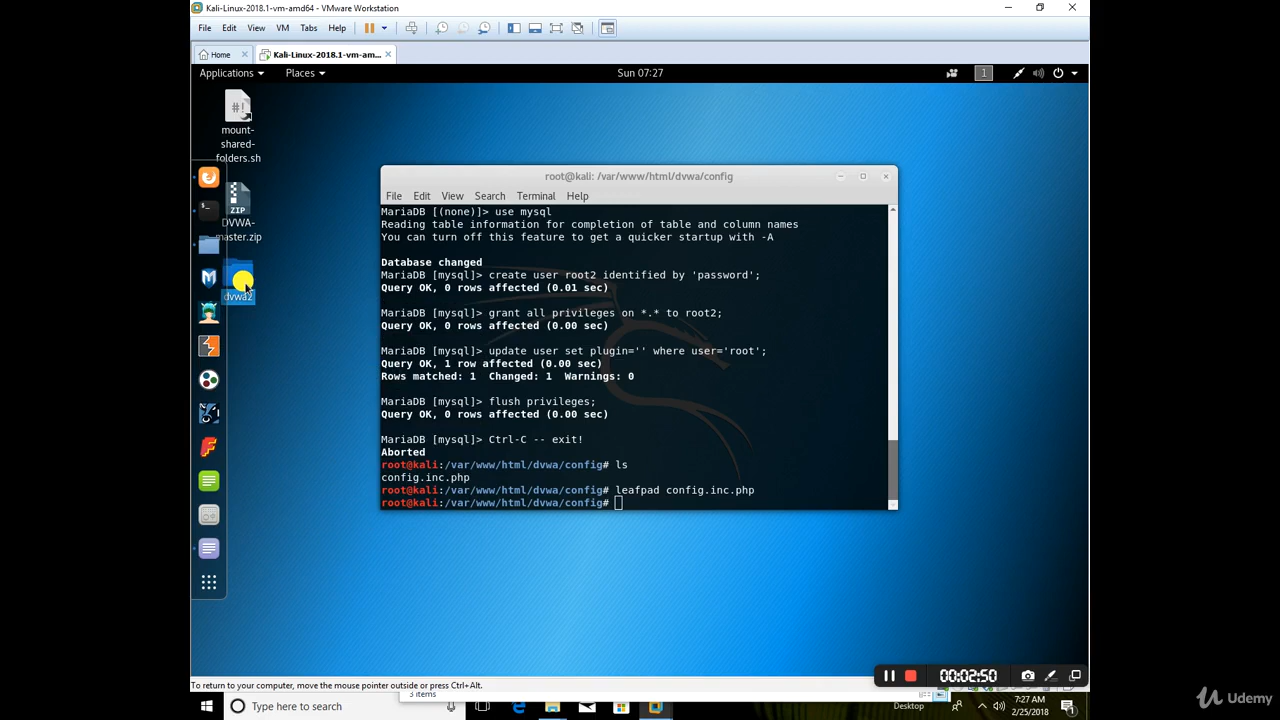 Kali-Linux-2018.1-vm-amd64 - VMware Workstation
File Edit View VM Tabs Help
Home
Kali-Linux-2018.1-vm-am...
Applications Places Sun 07:27 1
#!
mount-
shared-
folders.sh
ZIP
DVWA-
master.zip
dvwa2
root@kali: /var/www/html/dvwa/config
File Edit View Search Terminal Help
MariaDB [(none)]> use mysql
Reading table information for completion of table and column names
You can turn off this feature to get a quicker startup with -A
Database changed
MariaDB [mysql]> create user root2 identified by 'password';
Query OK, 0 rows affected (0.01 sec)
MariaDB [mysql]> grant all privileges on *.* to root2;
Query OK, 0 rows affected (0.00 sec)
MariaDB [mysql]> update user set plugin='' where user='root';
Query OK, 1 row affected (0.00 sec)
Rows matched: 1 Changed: 1 Warnings: 0
MariaDB [mysql]> flush privileges;
Query OK, 0 rows affected (0.00 sec)
MariaDB [mysql]> Ctrl-C -- exit!
Aborted
root@kali:/var/www/html/dvwa/config# ls
config.inc.php
root@kali:/var/www/html/dvwa/config# leafpad config.inc.php
root@kali:/var/www/html/dvwa/config#
00:02:50
To return to your computer, move the mouse pointer outside or press Ctrl+Alt.
3 items
Type here to search
Desktop
7:27 AM
2/25/2018
Udemy